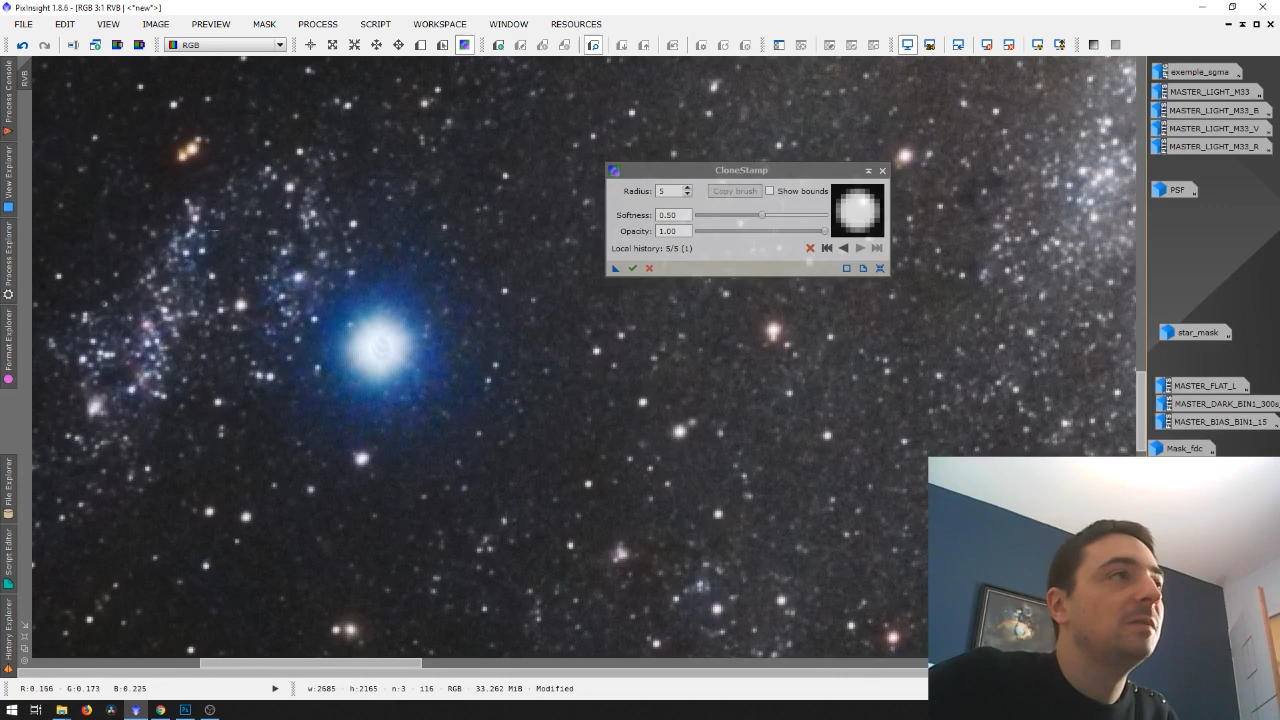 PixInsight 1.8.6 - [RGB 3:1 RVB | <*new*>]
FILE EDIT VIEW IMAGE PREVIEW MASK PROCESS SCRIPT WORKSPACE WINDOW RESOURCES
RGB
RVB
Process Console
View Explorer
Process Explorer
Format Explorer
File Explorer
Script Editor
History Explorer
CloneStamp
Radius: 5 Copy brush Show bounds
Softness: 0.50
Opacity: 1.00
Local history: 5/5 (1)
exemple_sgma
MASTER_LIGHT_M33
MASTER_LIGHT_M33_B
MASTER_LIGHT_M33_V
MASTER_LIGHT_M33_R
PSF
star_mask
MASTER_FLAT_L
MASTER_DARK_BIN1_300s
MASTER_BIAS_BIN1_15
Mask_fdc
R:0.166 · G:0.173 · B:0.225
w:2685 · h:2165 · n:3 · i16 · RGB · 33.262 MiB · Modified